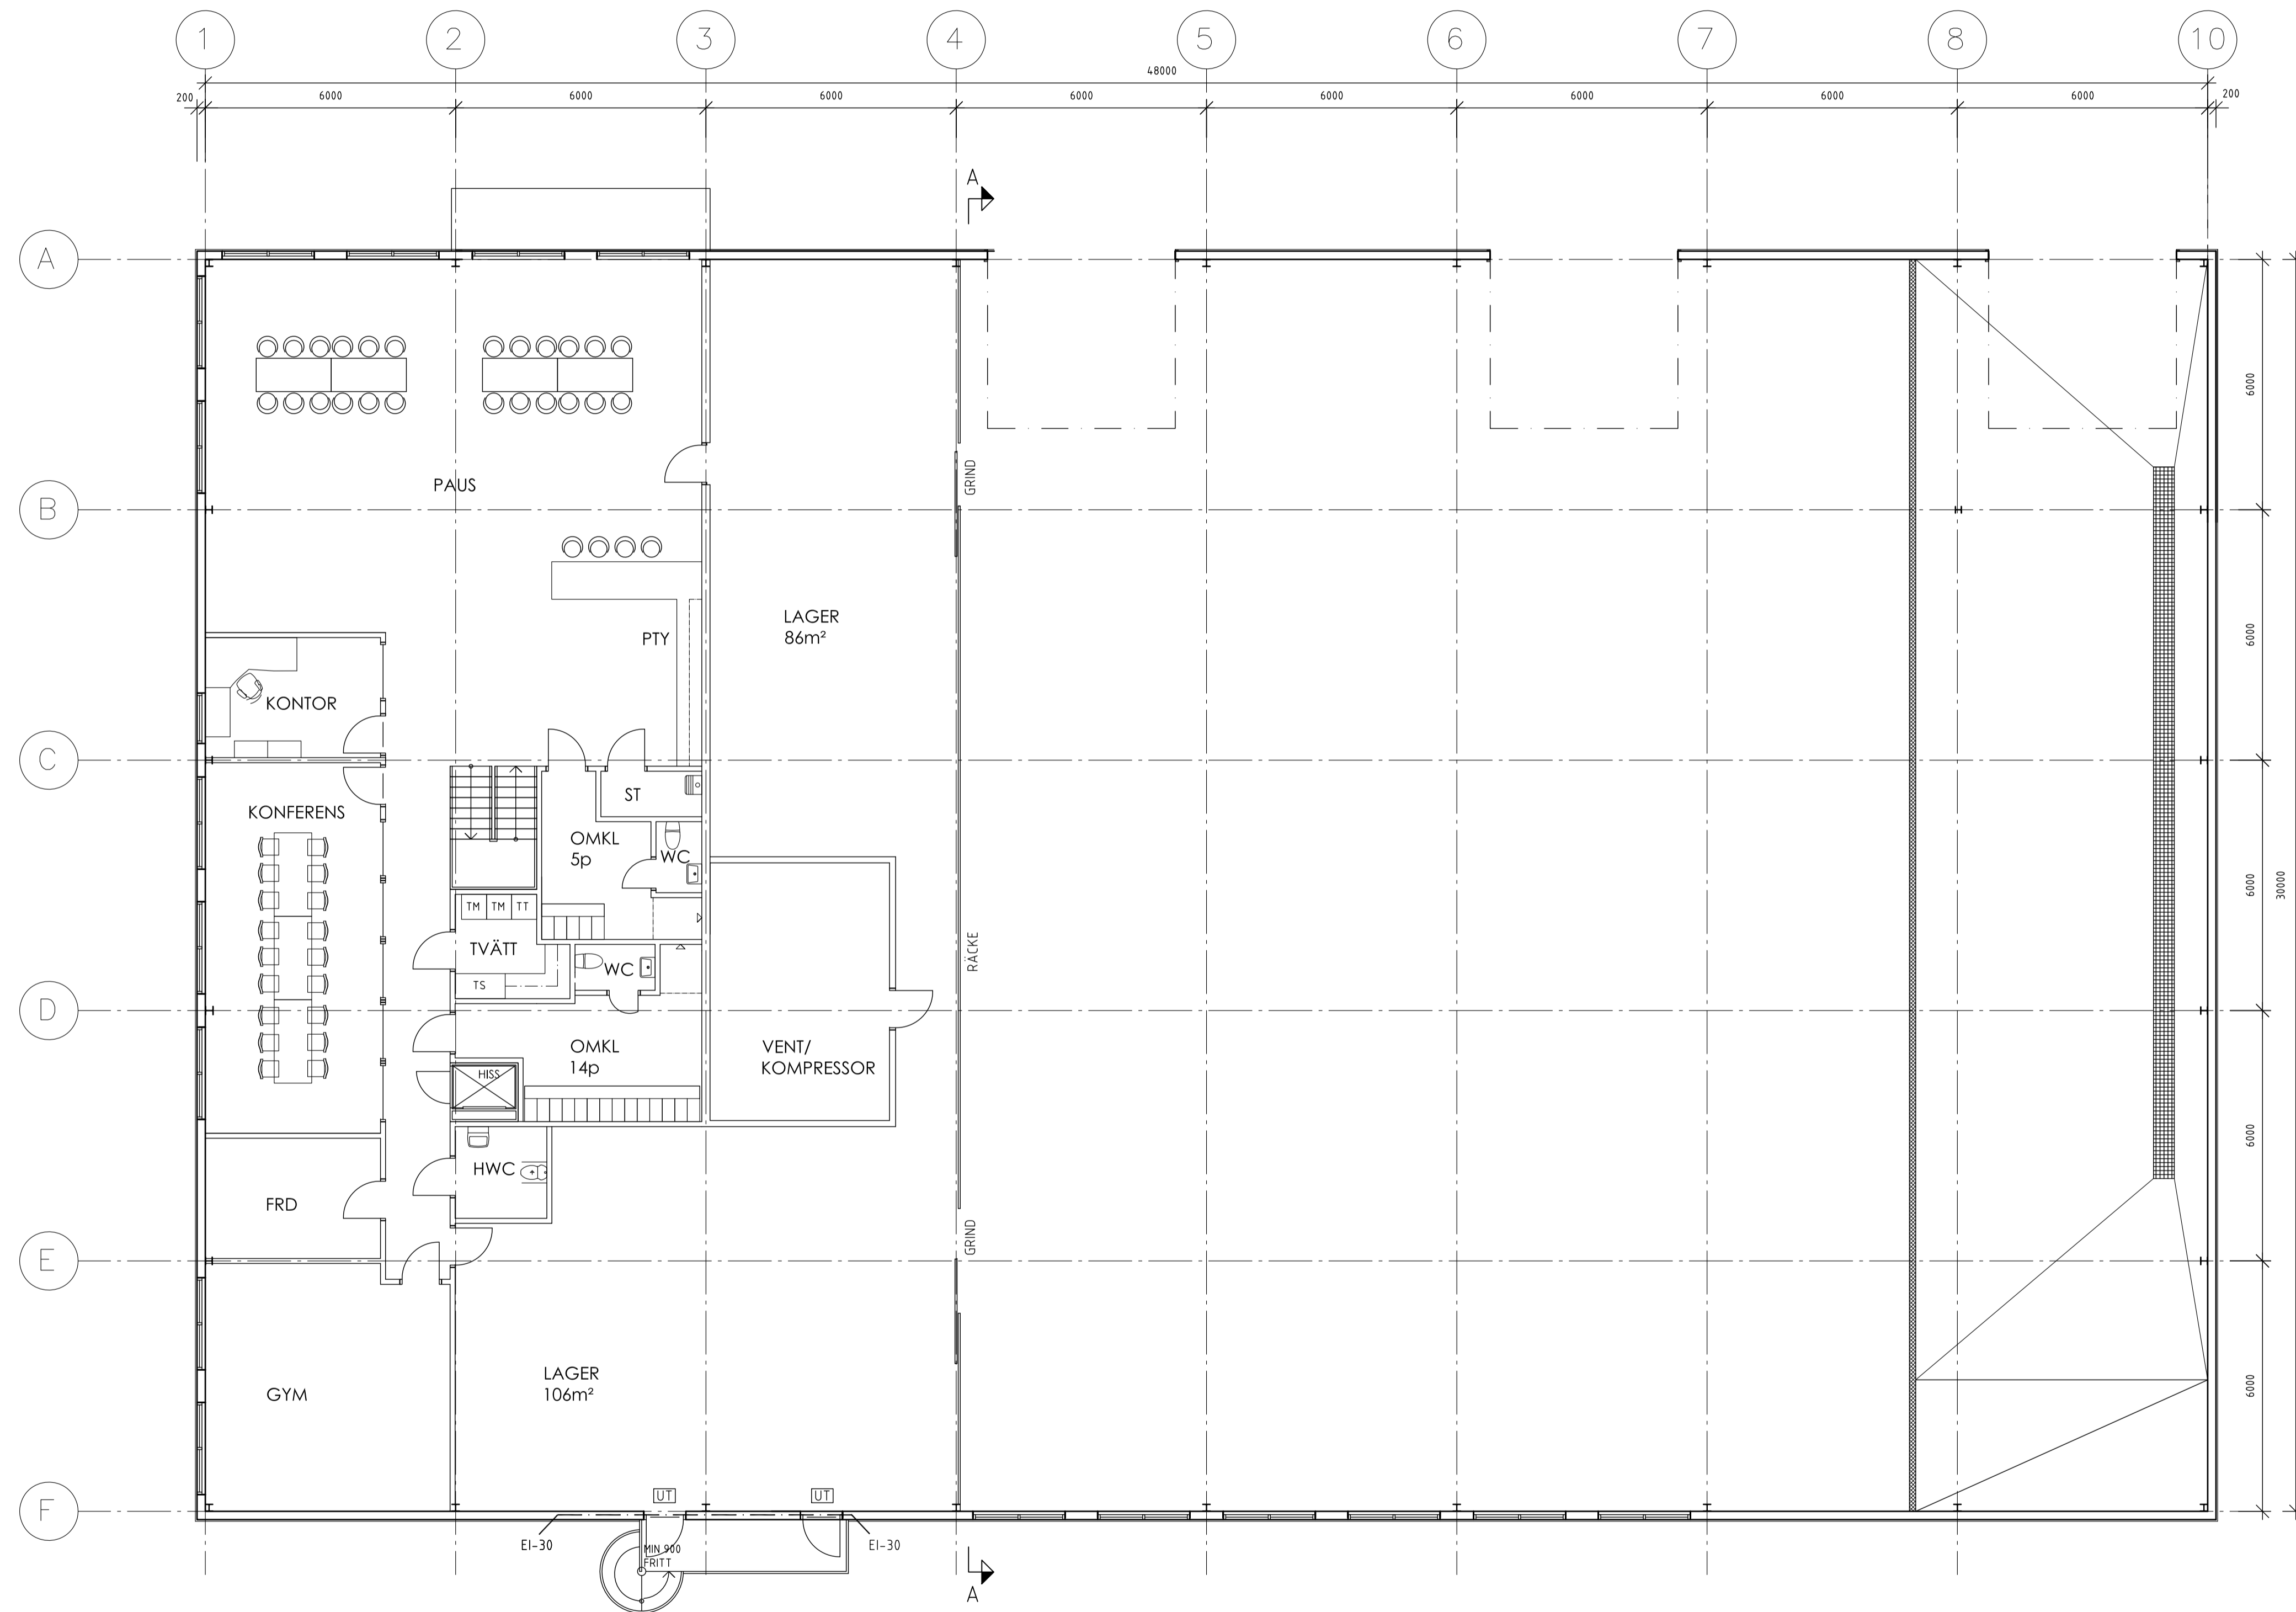 1 2 3 4 5 6 7 8 10
48000
200 6000 6000 6000 6000 6000 6000 6000 6000 200
A
A
6000
GRIND
B
PAUS
LAGER
86m²
PTY
6000
KONTOR
C
ST
KONFERENS
OMKL
5p
WC
6000
30000
TM TM TT
RÄCKE
TVÄTT
WC
TS
D
OMKL
14p
VENT/
KOMPRESSOR
HISS
6000
HWC
FRD
GRIND
E
LAGER
106m²
GYM
6000
UT UT
F
EI-30 EI-30
MIN 900
FRITT
A